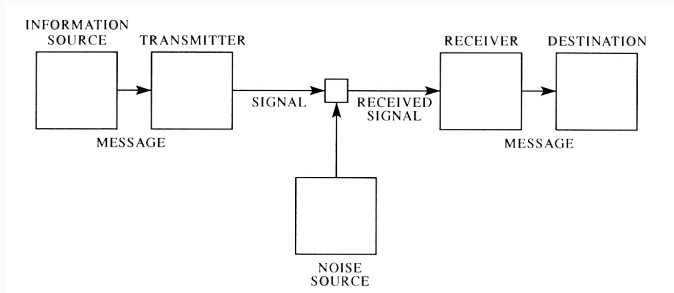 INFORMATION
SOURCE
TRANSMITTER
RECEIVER
DESTINATION
SIGNAL
RECEIVED
SIGNAL
MESSAGE
MESSAGE
NOISE
SOURCE